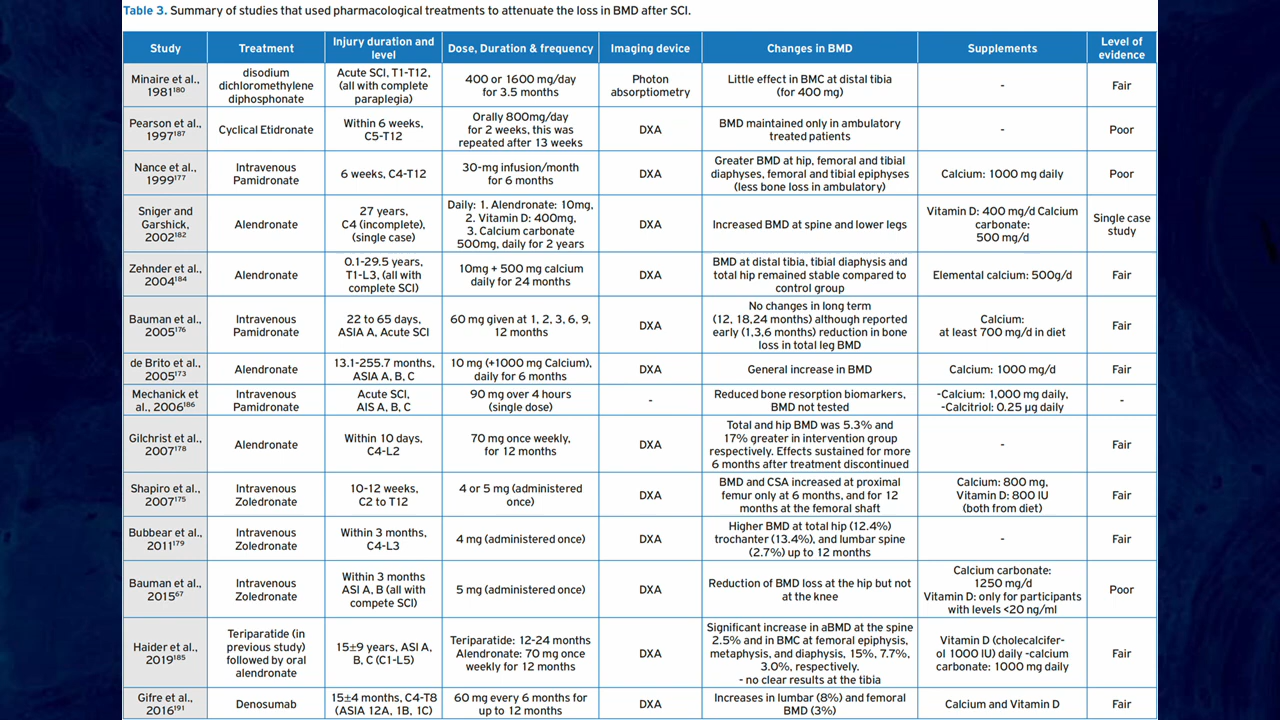 Table 3. Summary of studies that used pharmacological treatments to attenuate the loss in BMD after SCI.
Study
Treatment
Injury duration and
level
Dose, Duration & frequency
Imaging device
Changes in BMD
Supplements
Level of
evidence
Minaire et al.,
1981¹⁸⁰
disodium
dichloromethylene
diphosphonate
Acute SCI, T1-T12,
(all with complete
paraplegia)
400 or 1600 mg/day
for 3.5 months
Photon
absorptiometry
Little effect in BMC at distal tibia
(for 400 mg)
-
Fair
Pearson et al.,
1997¹⁸⁷
Cyclical Etidronate
Within 6 weeks,
C5-T12
Orally 800mg/day
for 2 weeks, this was
repeated after 13 weeks
DXA
BMD maintained only in ambulatory
treated patients
-
Poor
Nance et al.,
1999¹⁷⁷
Intravenous
Pamidronate
6 weeks, C4-T12
30-mg infusion/month
for 6 months
DXA
Greater BMD at hip, femoral and tibial
diaphyses, femoral and tibial epiphyses
(less bone loss in ambulatory)
Calcium: 1000 mg daily
Poor
Sniger and
Garshick,
2002¹⁸²
Alendronate
27 years,
C4 (incomplete),
(single case)
Daily: 1. Alendronate: 10mg,
2. Vitamin D: 400mg,
3. Calcium carbonate
500mg, daily for 2 years
DXA
Increased BMD at spine and lower legs
Vitamin D: 400 mg/d Calcium
carbonate:
500 mg/d
Single case
study
Zehnder et al.,
2004¹⁸⁴
Alendronate
0.1-29.5 years,
T1-L3, (all with
complete SCI)
10mg + 500 mg calcium
daily for 24 months
DXA
BMD at distal tibia, tibial diaphysis and
total hip remained stable compared to
control group
Elemental calcium: 500g/d
Fair
Bauman et al.,
2005¹⁷⁶
Intravenous
Pamidronate
22 to 65 days,
ASIA A, Acute SCI
60 mg given at 1, 2, 3, 6, 9,
12 months
DXA
No changes in long term
(12, 18,24 months) although reported
early (1,3,6 months) reduction in bone
loss in total leg BMD
Calcium:
at least 700 mg/d in diet
Fair
de Brito et al.,
2005¹⁷³
Alendronate
13.1-255.7 months,
ASIA A, B, C
10 mg (+1000 mg Calcium),
daily for 6 months
DXA
General increase in BMD
Calcium: 1000 mg/d
Fair
Mechanick et
al., 2006¹⁸⁶
Intravenous
Pamidronate
Acute SCI,
AIS A, B, C
90 mg over 4 hours
(single dose)
-
Reduced bone resorption biomarkers,
BMD not tested
-Calcium: 1,000 mg daily,
-Calcitriol: 0.25 µg daily
-
Gilchrist et al.,
2007¹⁷⁸
Alendronate
Within 10 days,
C4-L2
70 mg once weekly,
for 12 months
DXA
Total and hip BMD was 5.3% and
17% greater in intervention group
respectively. Effects sustained for more
6 months after treatment discontinued
-
Fair
Shapiro et al.,
2007¹⁷⁵
Intravenous
Zoledronate
10-12 weeks,
C2 to T12
4 or 5 mg (administered
once)
DXA
BMD and CSA increased at proximal
femur only at 6 months, and for 12
months at the femoral shaft
Calcium: 800 mg,
Vitamin D: 800 IU
(both from diet)
Fair
Bubbear et al.,
2011¹⁷⁹
Intravenous
Zoledronate
Within 3 months,
C4-L3
4 mg (administered once)
DXA
Higher BMD at total hip (12.4%)
trochanter (13.4%), and lumbar spine
(2.7%) up to 12 months
-
Fair
Bauman et al.,
2015⁶⁷
Intravenous
Zoledronate
Within 3 months
ASI A, B (all with
compete SCI)
5 mg (administered once)
DXA
Reduction of BMD loss at the hip but not
at the knee
Calcium carbonate:
1250 mg/d
Vitamin D: only for participants
with levels <20 ng/ml
Poor
Haider et al.,
2019¹⁸⁵
Teriparatide (in
previous study)
followed by oral
alendronate
15±9 years, ASI A,
B, C (C1-L5)
Teriparatide: 12-24 months
Alendronate: 70 mg once
weekly for 12 months
DXA
Significant increase in aBMD at the spine
2.5% and in BMC at femoral epiphysis,
metaphysis, and diaphysis, 15%, 7.7%,
3.0%, respectively.
- no clear results at the tibia
Vitamin D (cholecalcifer-
ol 1000 IU) daily -calcium
carbonate: 1000 mg daily
Fair
Gifre et al.,
2016¹⁹¹
Denosumab
15±4 months, C4-T8
(ASIA 12A, 1B, 1C)
60 mg every 6 months for
up to 12 months
DXA
Increases in lumbar (8%) and femoral
BMD (3%)
Calcium and Vitamin D
Fair